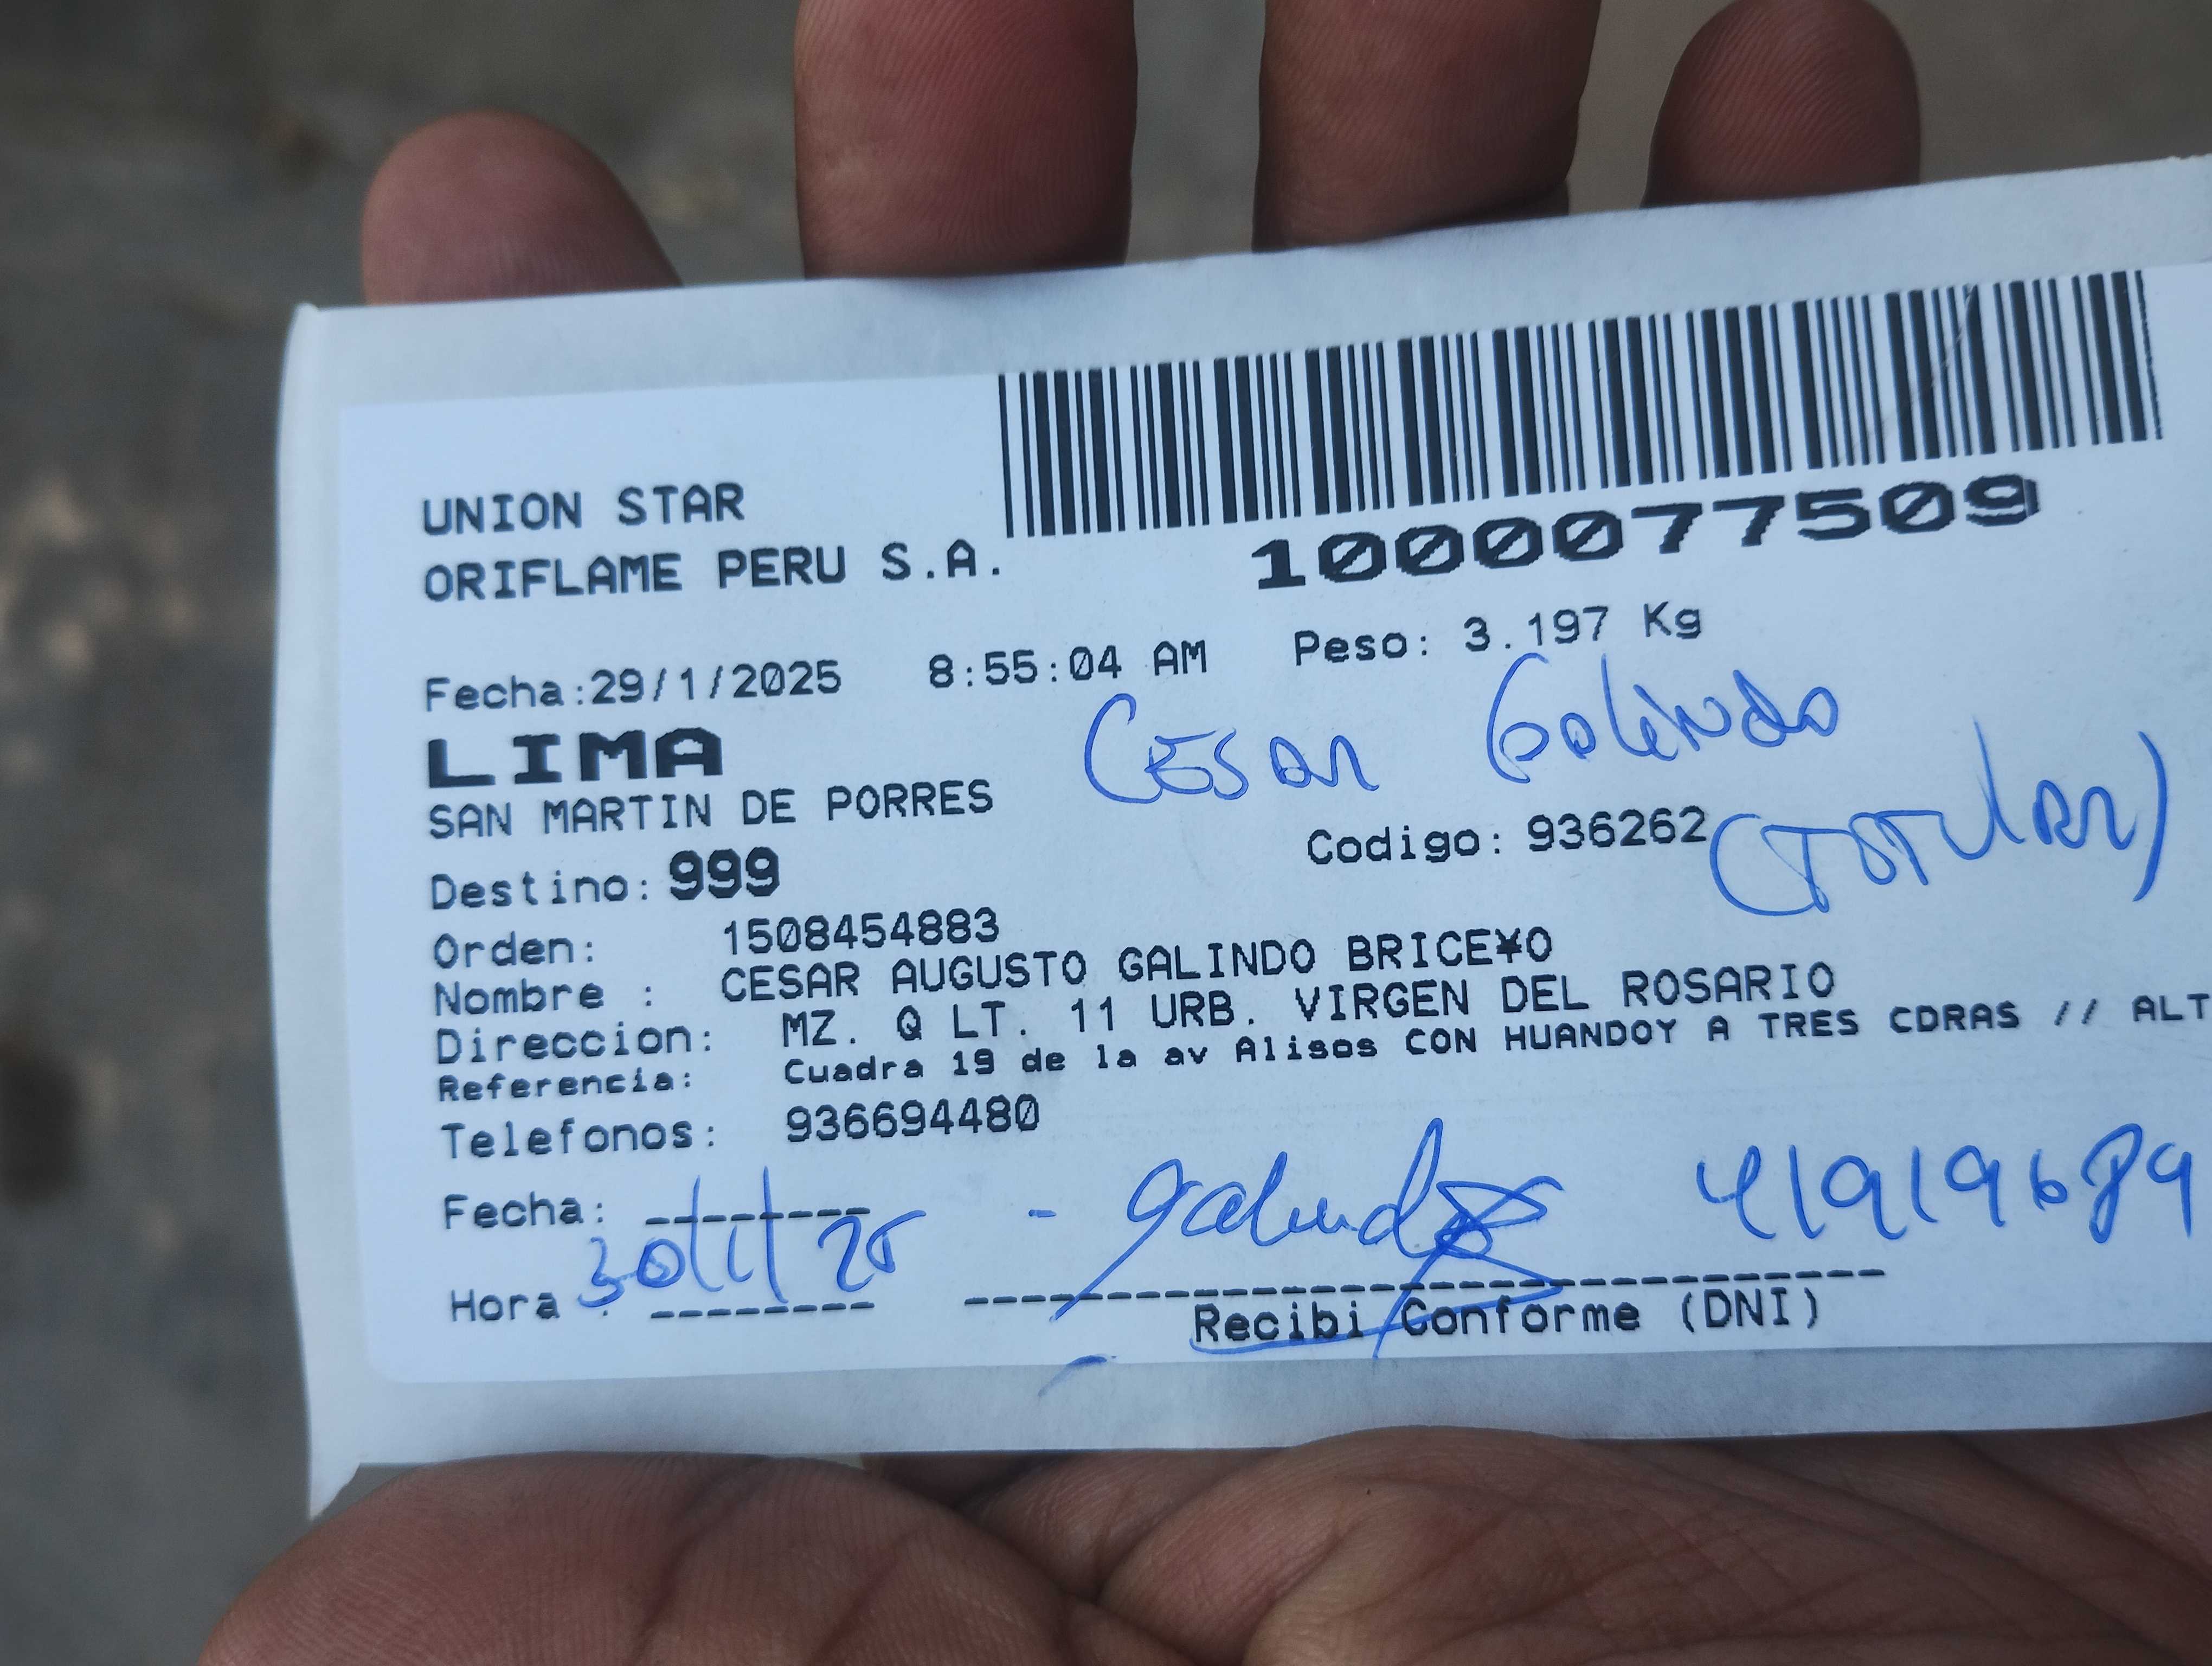 UNION STAR
ORIFLAME PERU S.A.
1000077509
Fecha:29/1/2025 8:55:04 AM Peso: 3.197 Kg
LIMA
CESAR Galindo
SAN MARTIN DE PORRES
Destino: 999 Codigo: 936262 (TITULAR)
Orden: 1508454883
Nombre : CESAR AUGUSTO GALINDO BRICE¥O
Direccion: MZ. Q LT. 11 URB. VIRGEN DEL ROSARIO
Referencia: Cuadra 19 de la av Alisos CON HUANDOY A TRES CDRAS // ALT
Telefonos: 936694480
Fecha: 30/1/25 - Galindo 41919689
Hora :
Recibi Conforme (DNI)